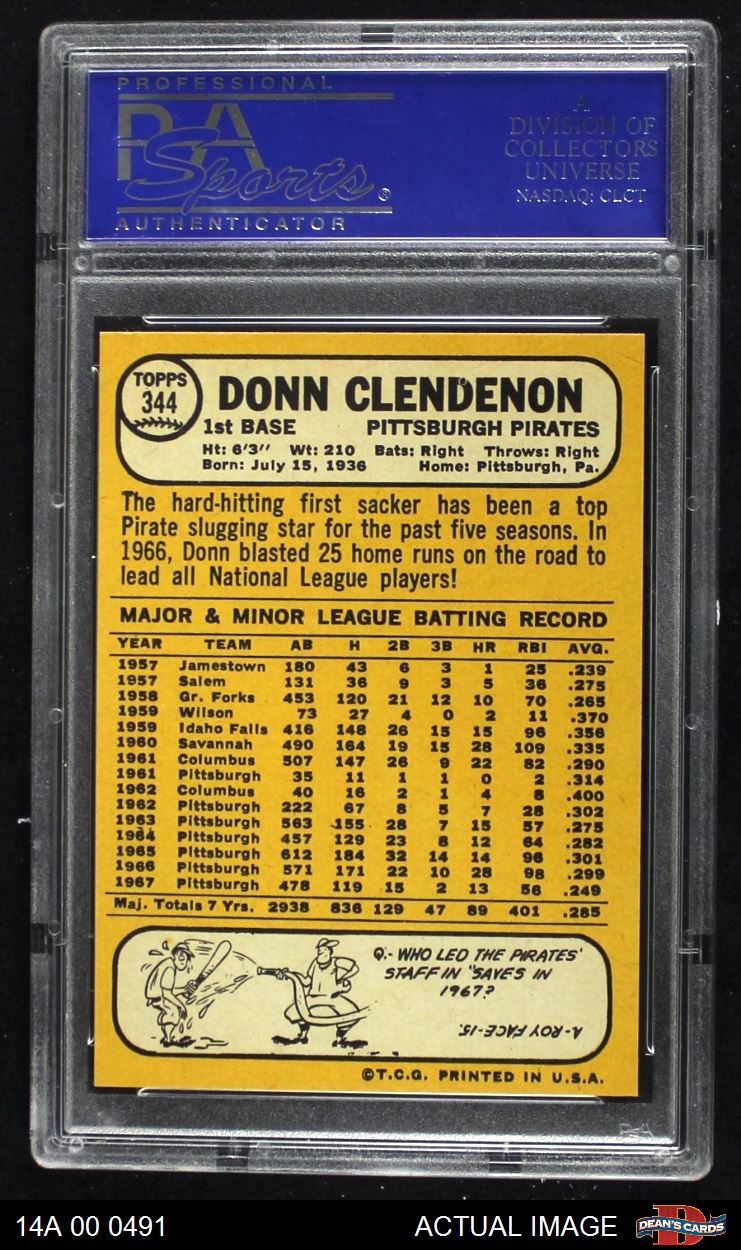 PROFESSIONAL
PSA
Sports®
AUTHENTICATOR
A
DIVISION OF
COLLECTORS
UNIVERSE
NASDAQ: CLCT
TOPPS
344
DONN CLENDENON
1st BASE PITTSBURGH PIRATES
Ht: 6'3" Wt: 210 Bats: Right Throws: Right
Born: July 15, 1936 Home: Pittsburgh, Pa.
The hard-hitting first sacker has been a top
Pirate slugging star for the past five seasons. In
1966, Donn blasted 25 home runs on the road to
lead all National League players!
MAJOR & MINOR LEAGUE BATTING RECORD
YEAR TEAM AB H 2B 3B HR RBI AVG.
1957 Jamestown 180 43 6 3 1 25 .239
1957 Salem 131 36 9 3 5 36 .275
1958 Gr. Forks 453 120 21 12 10 70 .265
1959 Wilson 73 27 4 0 2 11 .370
1959 Idaho Falls 416 148 26 15 15 96 .356
1960 Savannah 490 164 19 15 28 109 .335
1961 Columbus 507 147 26 9 22 82 .290
1961 Pittsburgh 35 11 1 1 0 2 .314
1962 Columbus 40 16 2 1 4 8 .400
1962 Pittsburgh 222 67 8 5 7 28 .302
1963 Pittsburgh 563 155 28 7 15 57 .275
1964 Pittsburgh 457 129 23 8 12 64 .282
1965 Pittsburgh 612 184 32 14 14 96 .301
1966 Pittsburgh 571 171 22 10 28 98 .299
1967 Pittsburgh 478 119 15 2 13 56 .249
Maj. Totals 7 Yrs. 2938 836 129 47 89 401 .285
Q.- WHO LED THE PIRATES'
STAFF IN "SAVES IN
1967?
A- ROY FACE-15.
©T.C.G. PRINTED IN U.S.A.
PSA
14A 00 0491 ACTUAL IMAGE
D
DEAN'S CARDS